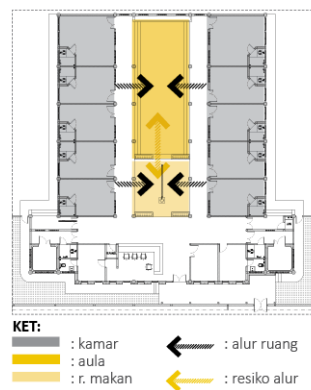 KET:
: kamar
: aula
: r. makan
: alur ruang
: resiko alur